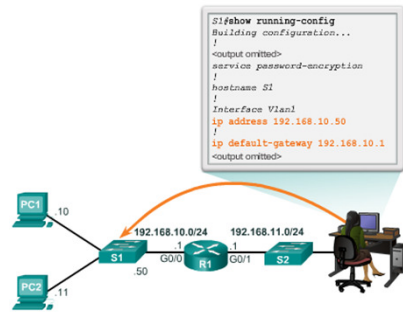 S1#show running-config
Building configuration...
!
<output omitted>
service password-encryption
!
hostname S1
!
Interface Vlan1
ip address 192.168.10.50
!
ip default-gateway 192.168.10.1
<output omitted>
PC1
.10
192.168.10.0/24
192.168.11.0/24
.1
.1
S1
G0/0
R1
G0/1
S2
.50
PC2
.11